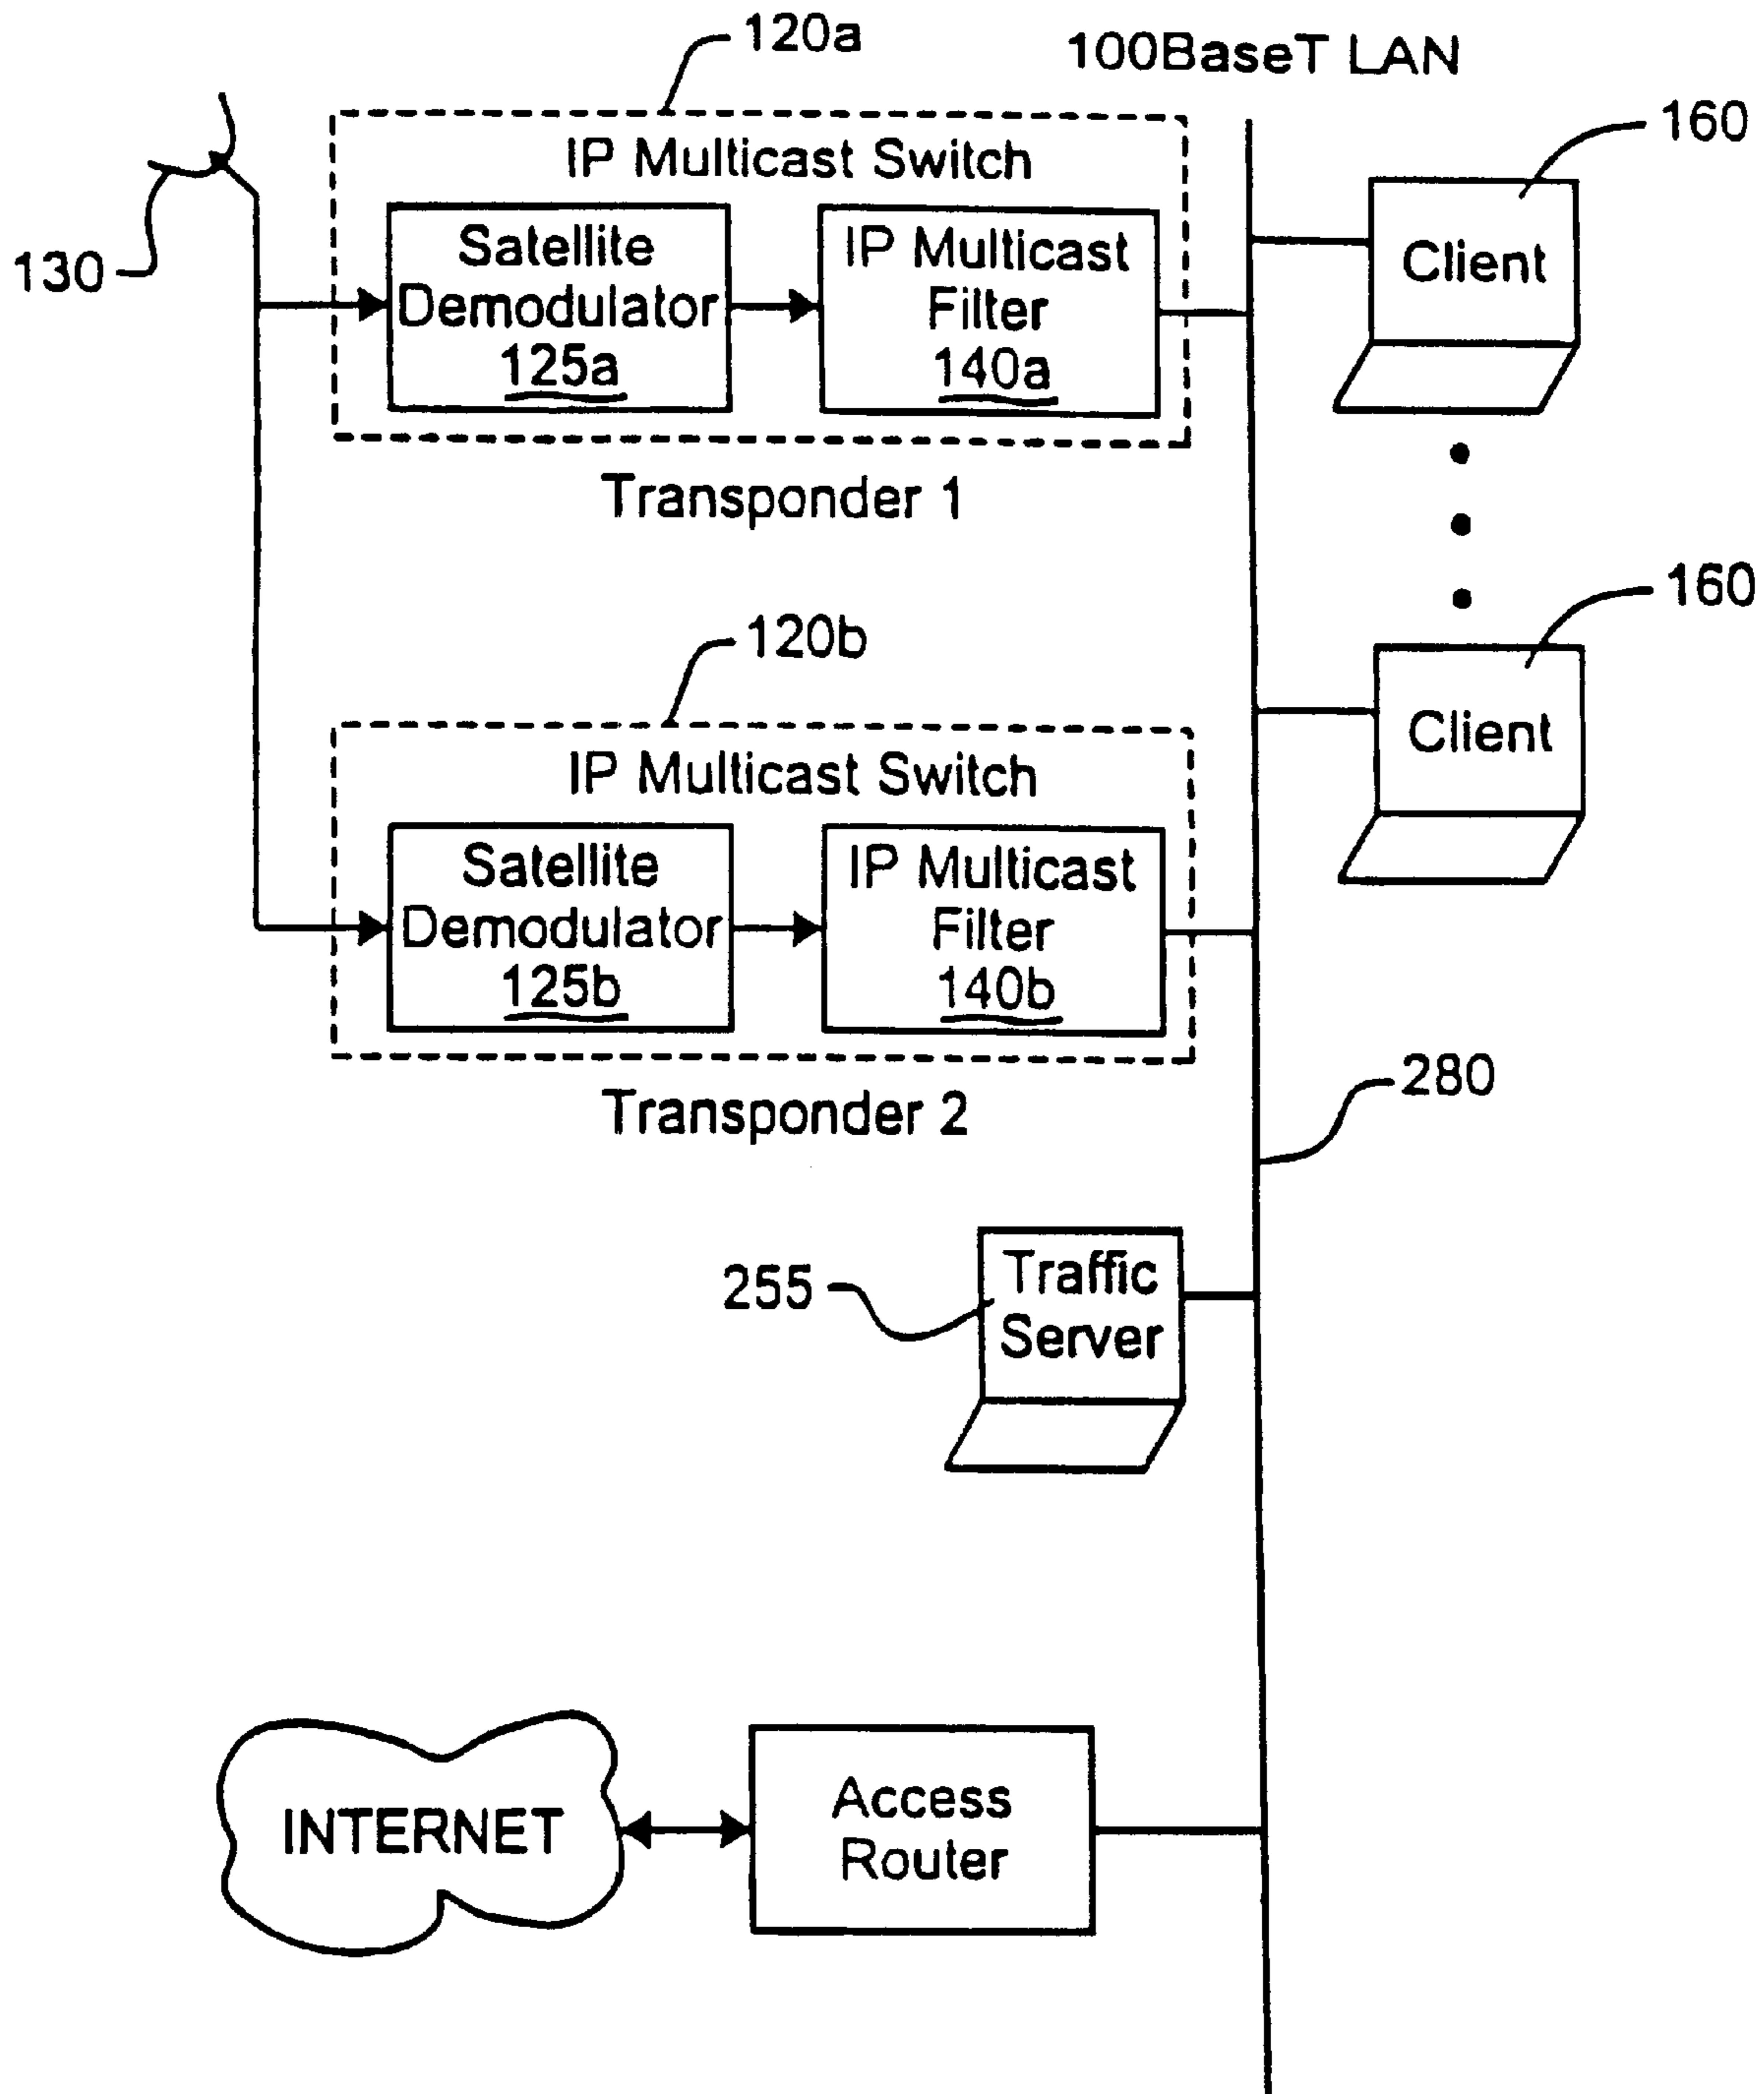 120a
100BaseT LAN
160
IP Multicast Switch
130
Satellite
Demodulator
125a
IP Multicast
Filter
140a
Client
Transponder 1
160
120b
Client
IP Multicast Switch
Satellite
Demodulator
125b
IP Multicast
Filter
140b
280
Transponder 2
255
Traffic
Server
INTERNET
Access
Router